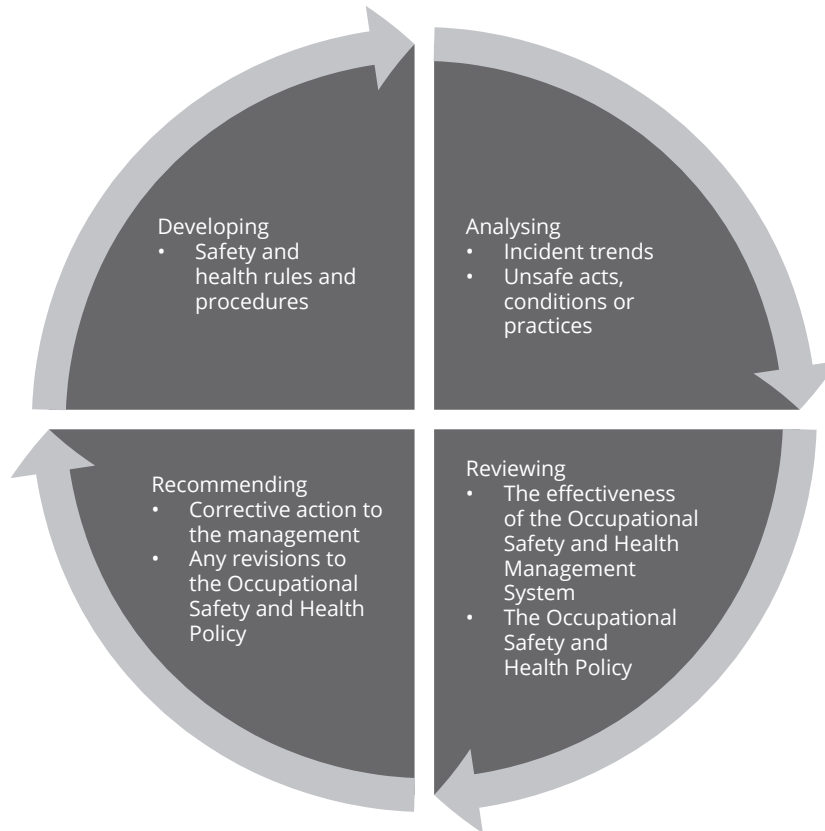 Developing
• Safety and
health rules and
procedures
Analysing
• Incident trends
• Unsafe acts,
conditions or
practices
Recommending
• Corrective action to
the management
• Any revisions to
the Occupational
Safety and Health
Policy
Reviewing
• The effectiveness
of the Occupational
Safety and Health
Management
System
• The Occupational
Safety and
Health Policy